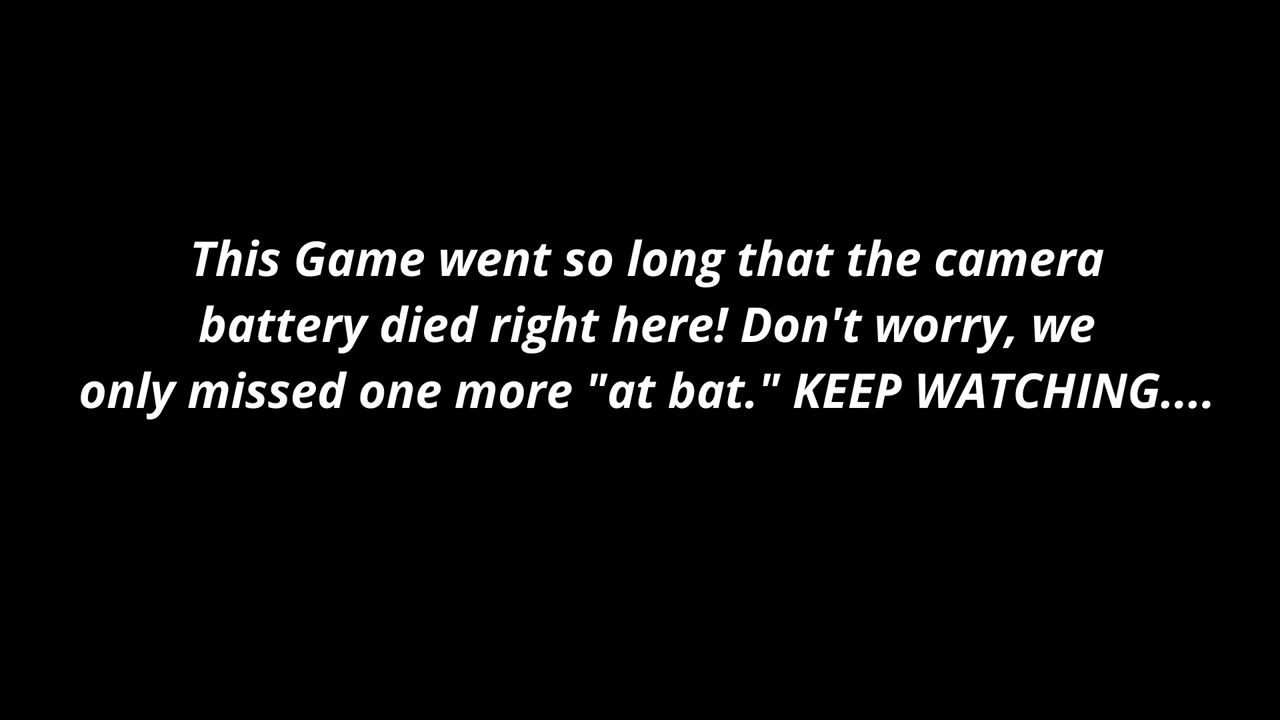 This Game went so long that the camera
battery died right here! Don't worry, we
only missed one more "at bat." KEEP WATCHING....